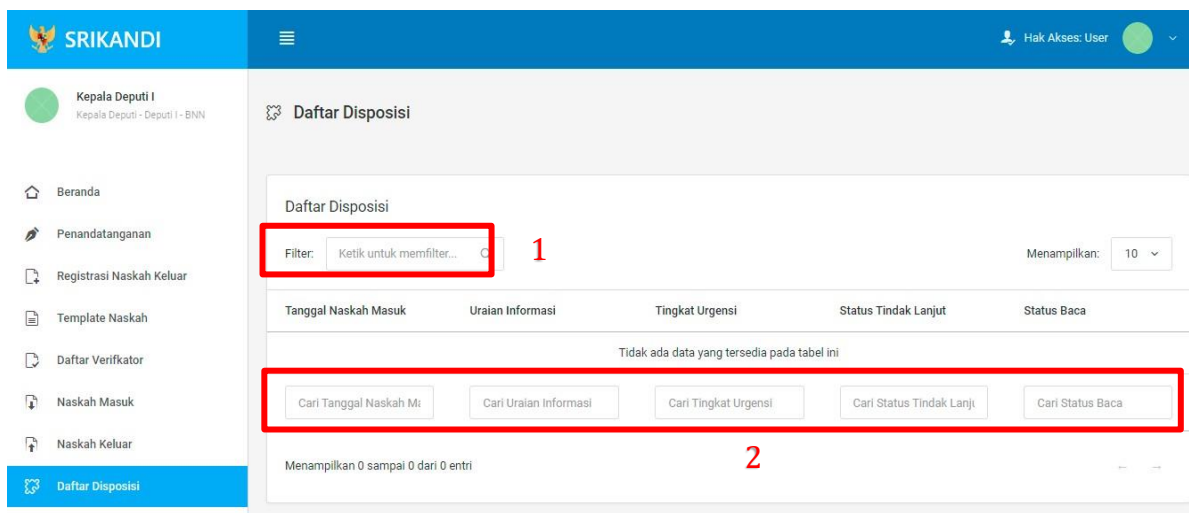 SRIKANDI
Hak Akses: User
Kepala Deputi I
Kepala Deputi - Deputi I - BNN
Daftar Disposisi
Beranda
Penandatanganan
Registrasi Naskah Keluar
Template Naskah
Daftar Verifkator
Naskah Masuk
Naskah Keluar
Daftar Disposisi
Daftar Disposisi
Filter: Ketik untuk memfilter... 1 Menampilkan: 10
Tanggal Naskah Masuk Uraian Informasi Tingkat Urgensi Status Tindak Lanjut Status Baca
Tidak ada data yang tersedia pada tabel ini
Cari Tanggal Naskah Ma Cari Uraian Informasi Cari Tingkat Urgensi Cari Status Tindak Lanju Cari Status Baca
2
Menampilkan 0 sampai 0 dari 0 entri